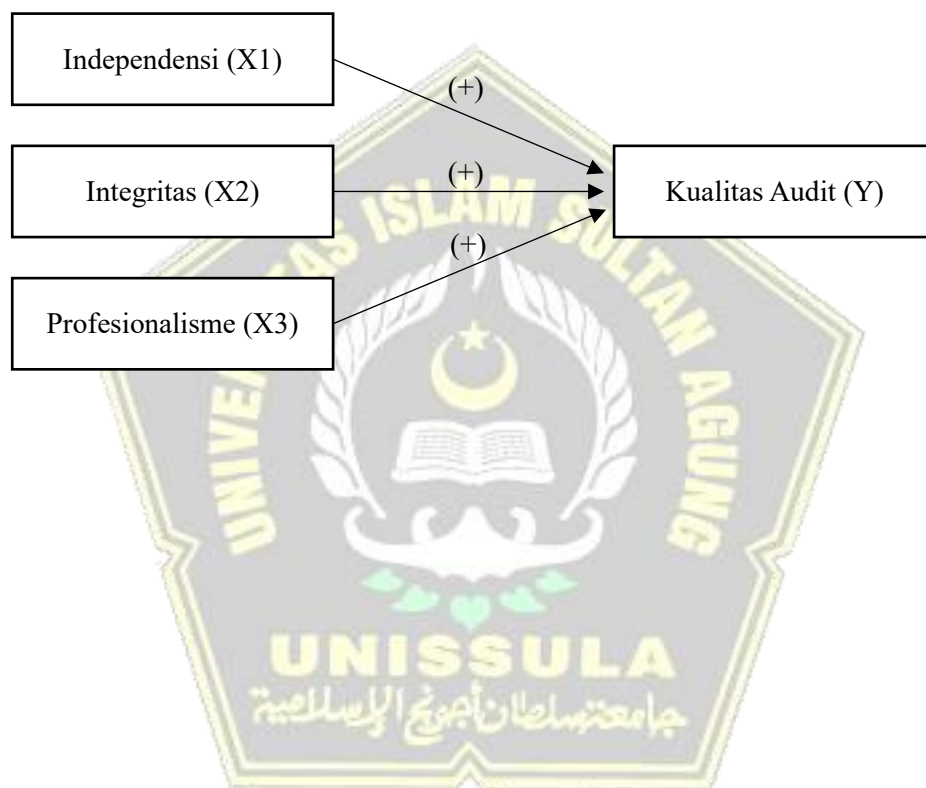 Independensi (X1)
(+)
Integritas (X2)
(+)
Kualitas Audit (Y)
(+)
Profesionalisme (X3)
UNIVERSITAS ISLAM SULTAN AGUNG
UNISSULA
جامعة سلطان أجونج الإسلامية